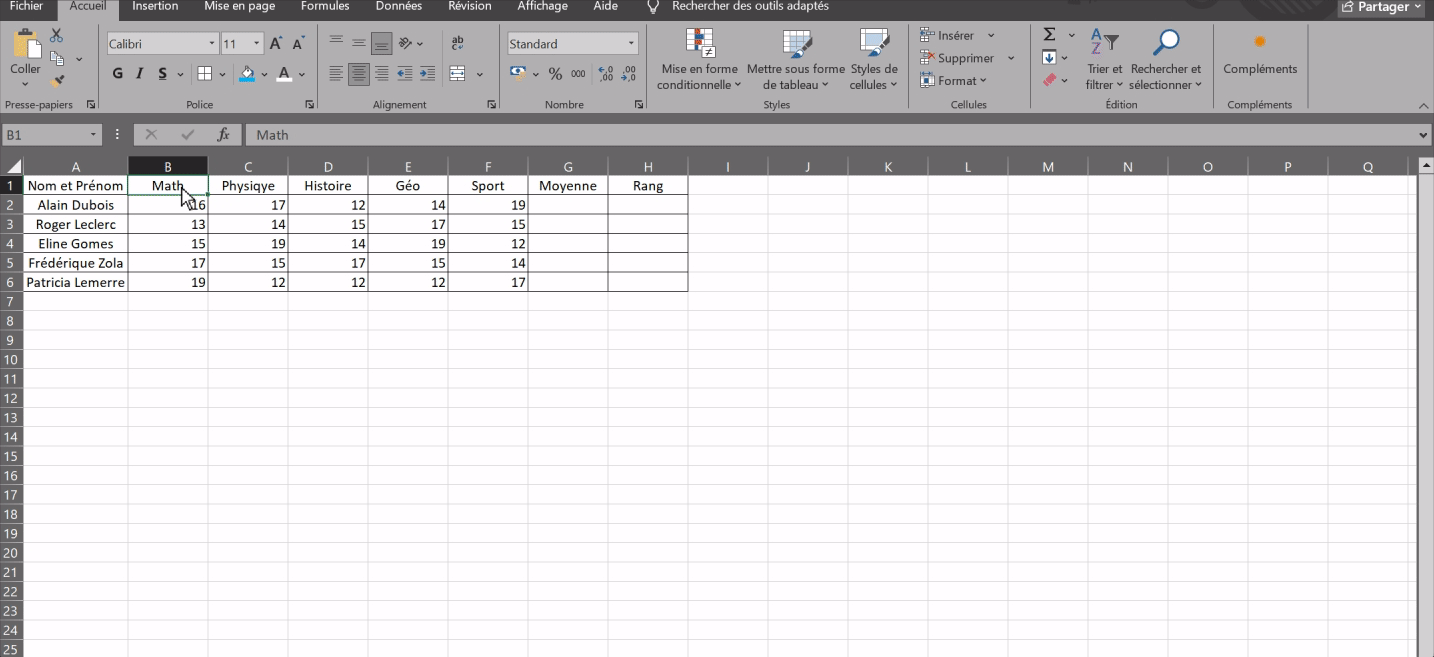 Fichier Accueil Insertion Mise en page Formules Données Révision Affichage Aide Rechercher des outils adaptés Partager
Coller
Presse-papiers
Calibri 11 A A
G I S A
Police
ab
c
Alignement
Standard
% 000 ,00 ,00
Nombre
Mise en forme conditionnelle
Mettre sous forme de tableau
Styles de cellules
Styles
Insérer
Supprimer
Format
Cellules
Σ
Trier et filtrer
Rechercher et sélectionner
Édition
Compléments
Compléments
B1 fx Math
A B C D E F G H I J K L M N O P Q
1 Nom et Prénom Math Physiqye Histoire Géo Sport Moyenne Rang
2 Alain Dubois 16 17 12 14 19
3 Roger Leclerc 13 14 15 17 15
4 Eline Gomes 15 19 14 19 12
5 Frédérique Zola 17 15 17 15 14
6 Patricia Lemerre 19 12 12 12 17
7
8
9
10
11
12
13
14
15
16
17
18
19
20
21
22
23
24
25